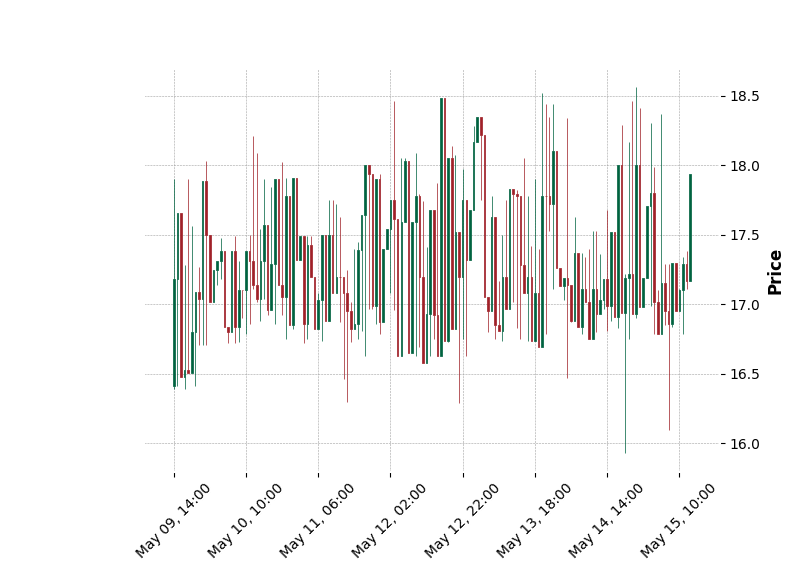 18.5
18.0
17.5
17.0
16.5
16.0
Price
May 09, 14:00
May 10, 10:00
May 11, 06:00
May 12, 02:00
May 12, 22:00
May 13, 18:00
May 14, 14:00
May 15, 10:00